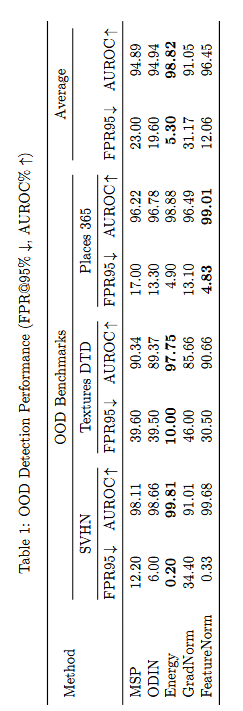 Table 1: OOD Detection Performance (FPR@95% ↓, AUROC% ↑)
Method OOD Benchmarks Average
SVHN Textures DTD Places 365
FPR95↓ AUROC↑ FPR95↓ AUROC↑ FPR95↓ AUROC↑ FPR95↓ AUROC↑
MSP 12.20 98.11 39.60 90.34 17.00 96.22 23.00 94.89
ODIN 6.00 98.66 39.50 89.37 13.30 96.78 19.60 94.94
Energy 0.20 99.81 10.00 97.75 4.90 98.88 5.30 98.82
GradNorm 34.40 91.01 46.00 85.66 13.10 96.49 31.17 91.05
FeatureNorm 0.33 99.68 30.50 90.66 4.83 99.01 12.06 96.45